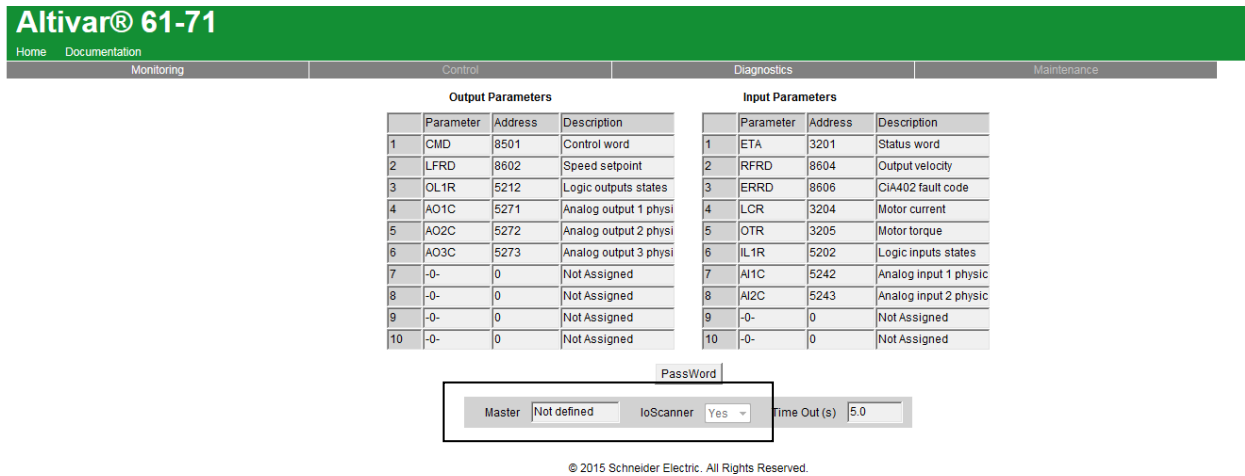 Altivar® 61-71
Home Documentation
Monitoring Control Diagnostics Maintenance
Output Parameters Input Parameters
Parameter Address Description Parameter Address Description
1 CMD 8501 Control word 1 ETA 3201 Status word
2 LFRD 8602 Speed setpoint 2 RFRD 8604 Output velocity
3 OL1R 5212 Logic outputs states 3 ERRD 8606 CiA402 fault code
4 AO1C 5271 Analog output 1 physi 4 LCR 3204 Motor current
5 AO2C 5272 Analog output 2 physi 5 OTR 3205 Motor torque
6 AO3C 5273 Analog output 3 physi 6 IL1R 5202 Logic inputs states
7 -0- 0 Not Assigned 7 AI1C 5242 Analog input 1 physic
8 -0- 0 Not Assigned 8 AI2C 5243 Analog input 2 physic
9 -0- 0 Not Assigned 9 -0- 0 Not Assigned
10 -0- 0 Not Assigned 10 -0- 0 Not Assigned
PassWord
Master Not defined IoScanner Yes Time Out (s) 5.0
© 2015 Schneider Electric. All Rights Reserved.